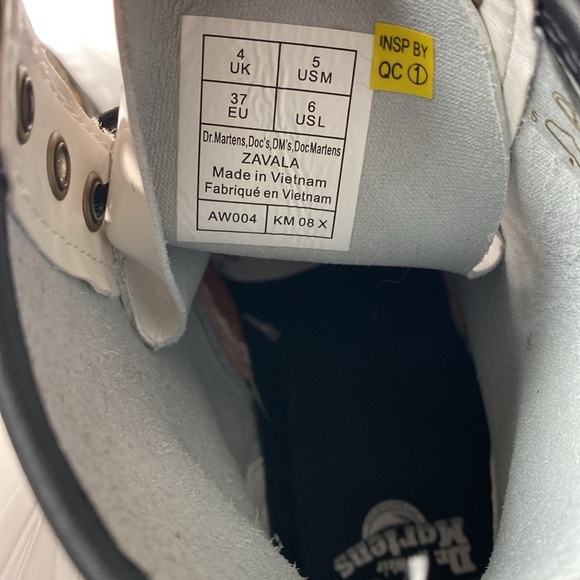 4 UK 5 USM
37 EU 6 USL
Dr.Martens,Doc's,DM's,DocMartens
ZAVALA
Made in Vietnam
Fabriqué en Vietnam
AW004 KM 08 X
INSP BY
QC 1
Dr.
Martens